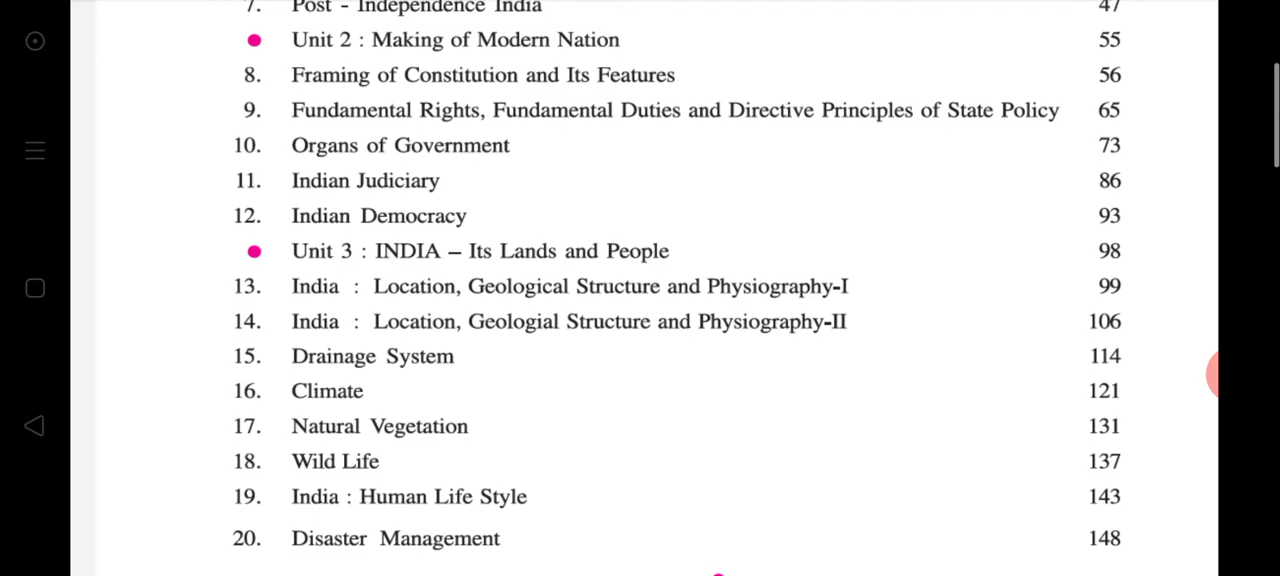 7. Post - Independence India 47
Unit 2 : Making of Modern Nation 55
8. Framing of Constitution and Its Features 56
9. Fundamental Rights, Fundamental Duties and Directive Principles of State Policy 65
10. Organs of Government 73
11. Indian Judiciary 86
12. Indian Democracy 93
Unit 3 : INDIA – Its Lands and People 98
13. India : Location, Geological Structure and Physiography-I 99
14. India : Location, Geologial Structure and Physiography-II 106
15. Drainage System 114
16. Climate 121
17. Natural Vegetation 131
18. Wild Life 137
19. India : Human Life Style 143
20. Disaster Management 148